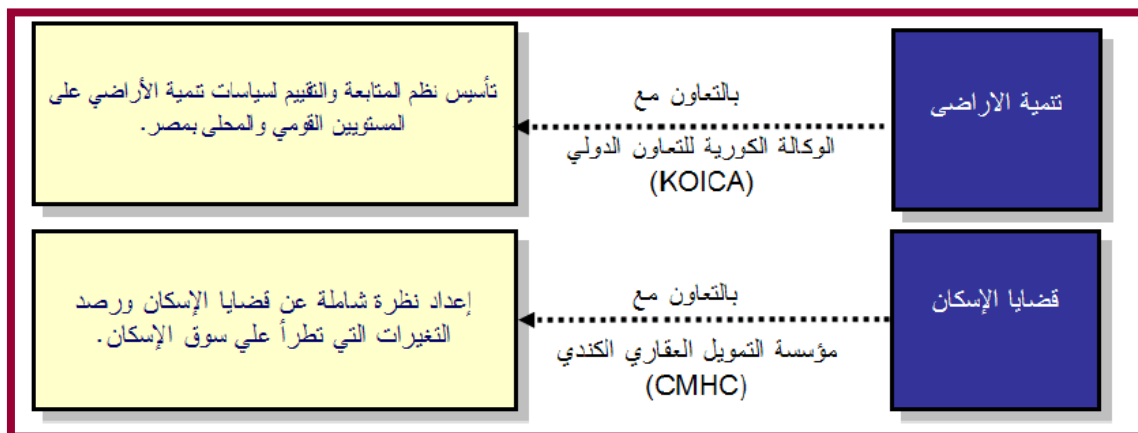 تنمية الاراضى
بالتعاون مع
الوكالة الكورية للتعاون الدولي
(KOICA)
تأسيس نظم المتابعة والتقييم لسياسات تنمية الأراضي على
المستويين القومي والمحلى بمصر.
قضايا الإسكان
بالتعاون مع
مؤسسة التمويل العقاري الكندي
(CMHC)
إعداد نظرة شاملة عن قضايا الإسكان ورصد
التغيرات التي تطرأ علي سوق الإسكان.